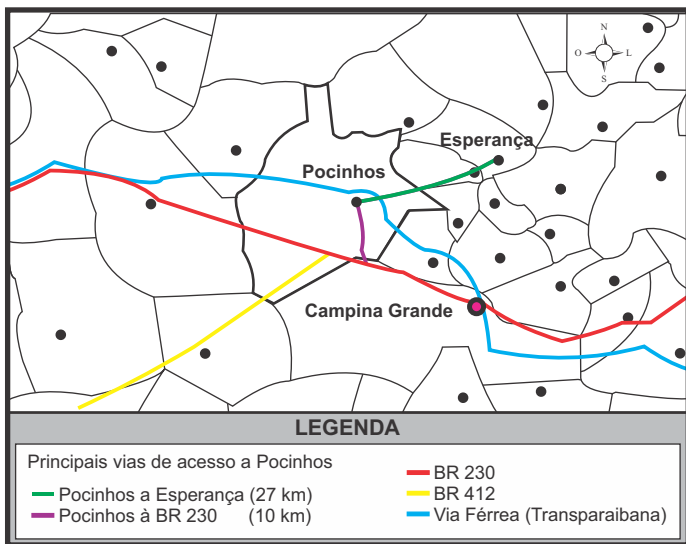 N
O L
S
Esperança
Pocinhos
Campina Grande
LEGENDA
Principais vias de acesso a Pocinhos
Pocinhos a Esperança (27 km)
Pocinhos à BR 230 (10 km)
BR 230
BR 412
Via Férrea (Transparaibana)